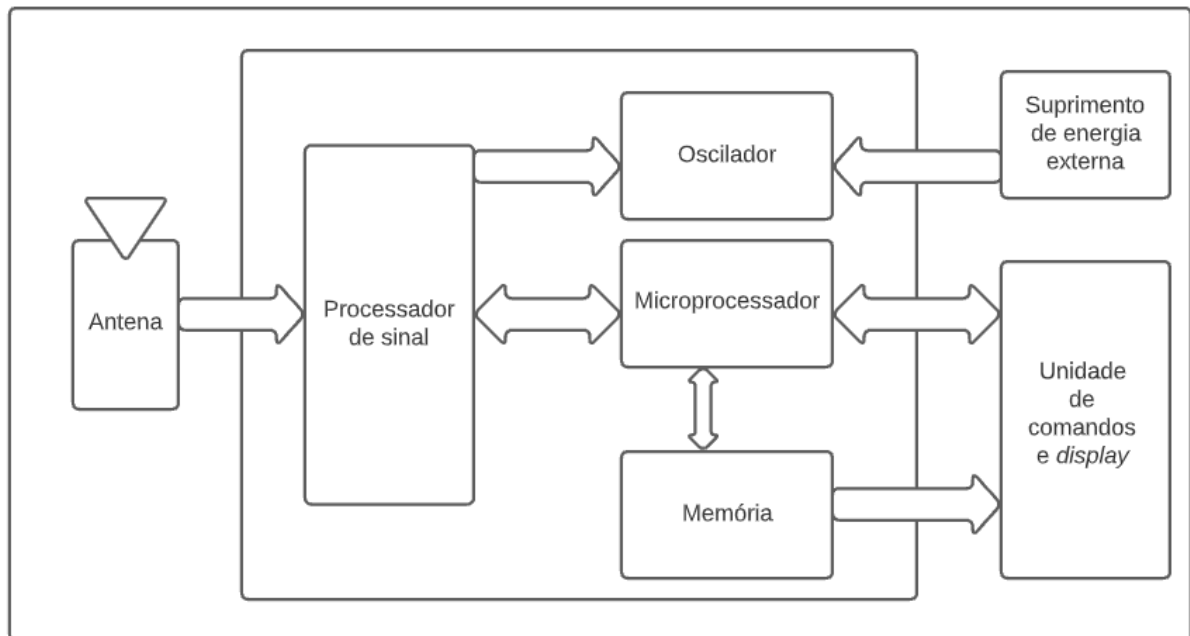 Antena
Processador
de sinal
Oscilador
Microprocessador
Memória
Suprimento
de energia
externa
Unidade
de
comandos
e display